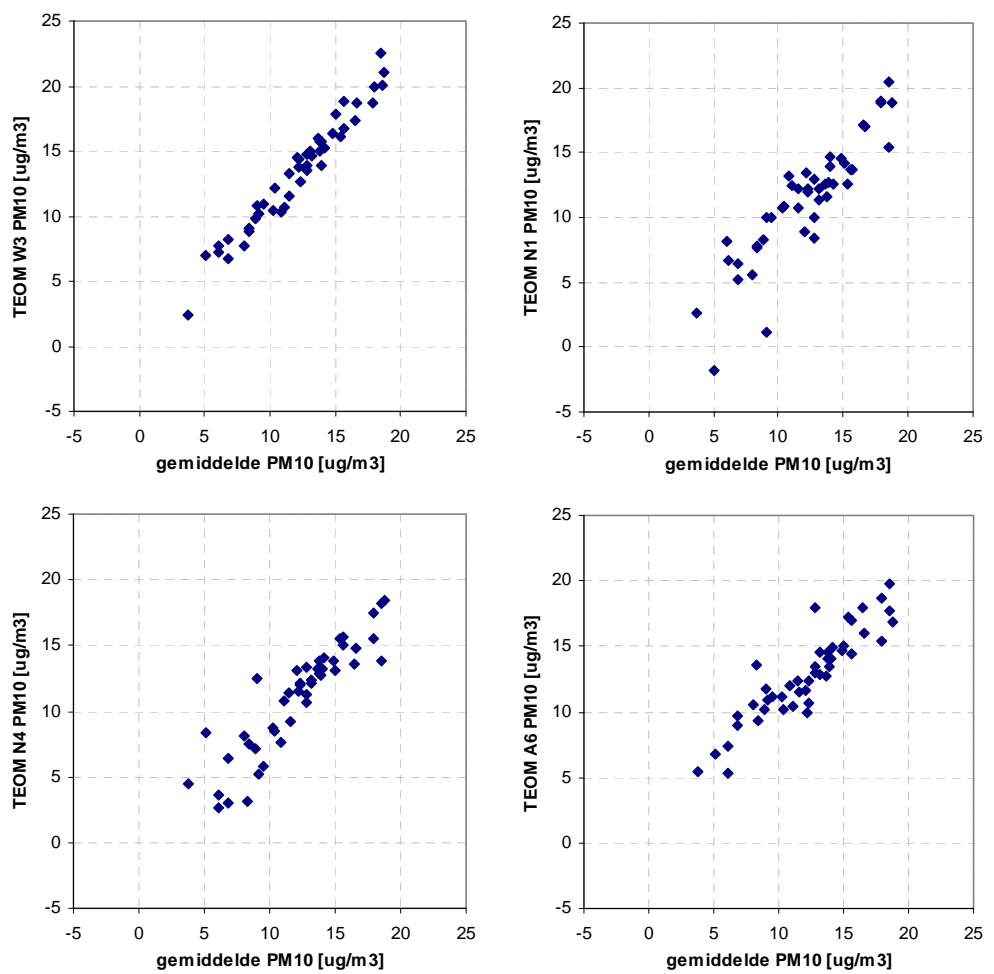 25
20
15
10
5
0
-5
-5 0 5 10 15 20 25
TEOM W3 PM10 [ug/m3]
gemiddelde PM10 [ug/m3]
25
20
15
10
5
0
-5
-5 0 5 10 15 20 25
TEOM N1 PM10 [ug/m3]
gemiddelde PM10 [ug/m3]
25
20
15
10
5
0
-5
-5 0 5 10 15 20 25
TEOM N4 PM10 [ug/m3]
gemiddelde PM10 [ug/m3]
25
20
15
10
5
0
-5
-5 0 5 10 15 20 25
TEOM A6 PM10 [ug/m3]
gemiddelde PM10 [ug/m3]